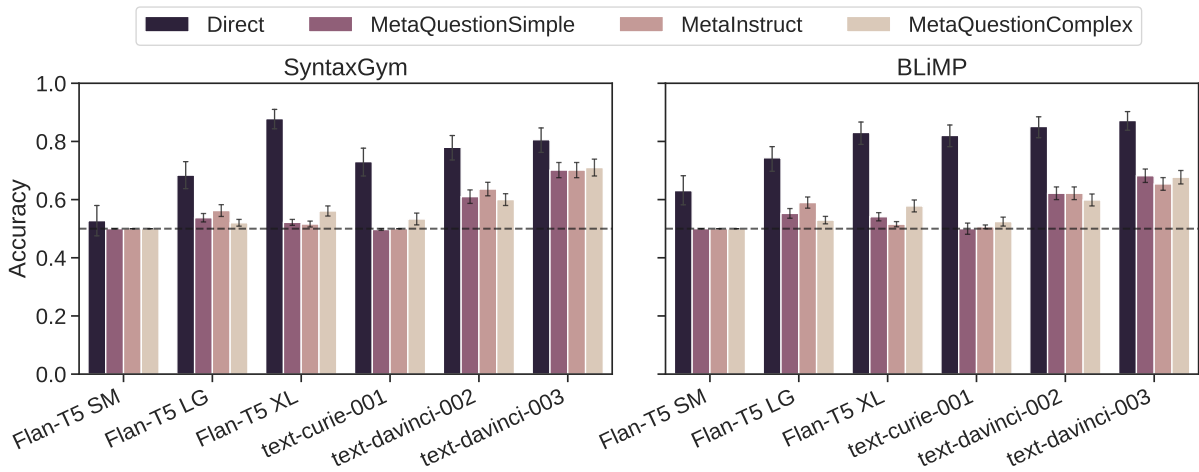 Direct MetaQuestionSimple MetaInstruct MetaQuestionComplex
SyntaxGym BLiMP
Accuracy
1.0
0.8
0.6
0.4
0.2
0.0
Flan-T5 SM Flan-T5 LG Flan-T5 XL text-curie-001 text-davinci-002 text-davinci-003
Flan-T5 SM Flan-T5 LG Flan-T5 XL text-curie-001 text-davinci-002 text-davinci-003